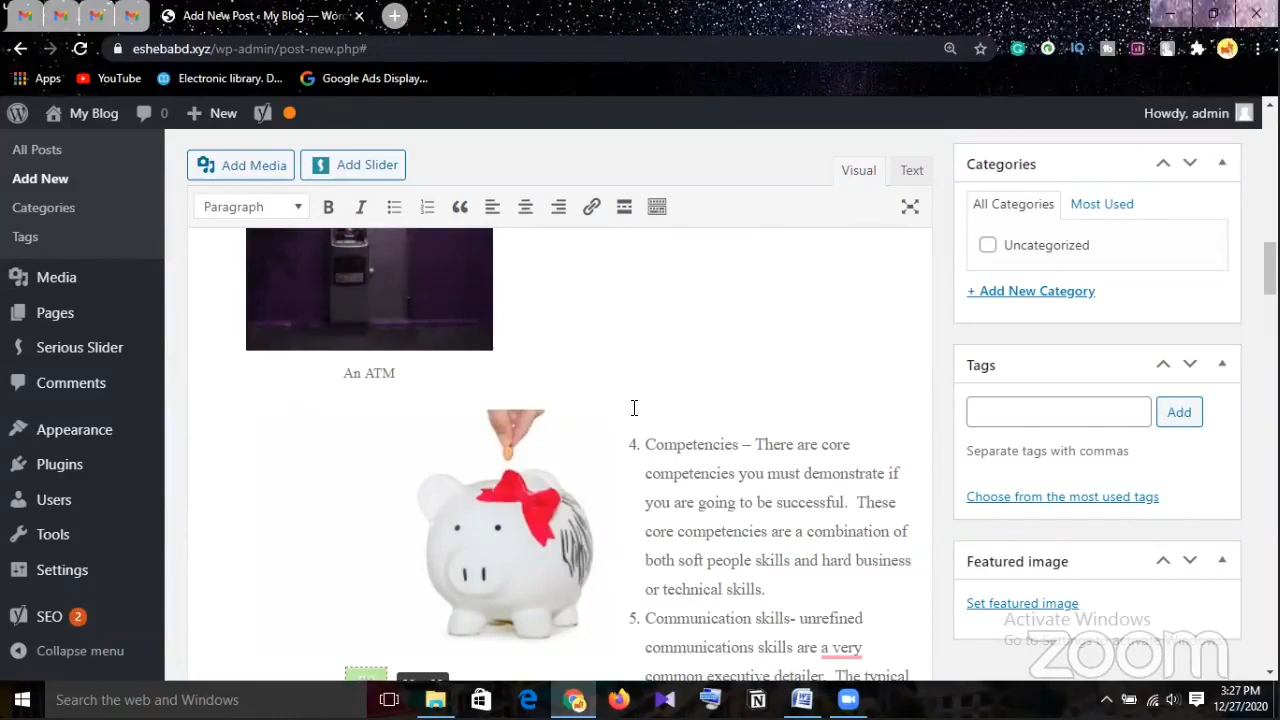 Add New Post ‹ My Blog — Wor
eshebabd.xyz/wp-admin/post-new.php#
Apps
YouTube
Electronic library. D...
Google Ads Display...
My Blog
0
New
Howdy, admin
All Posts
Add New
Categories
Tags
Media
Pages
Serious Slider
Comments
Appearance
Plugins
Users
Tools
Settings
SEO 2
Collapse menu
Add Media
Add Slider
Visual
Text
Paragraph
An ATM
4. Competencies – There are core
competencies you must demonstrate if
you are going to be successful. These
core competencies are a combination of
both soft people skills and hard business
or technical skills.
5. Communication skills- unrefined
communications skills are a very
common executive detailer. The typical
Categories
All Categories
Most Used
Uncategorized
+ Add New Category
Tags
Add
Separate tags with commas
Choose from the most used tags
Featured image
Set featured image
Activate Windows
zoom
Search the web and Windows
3:27 PM
12/27/2020